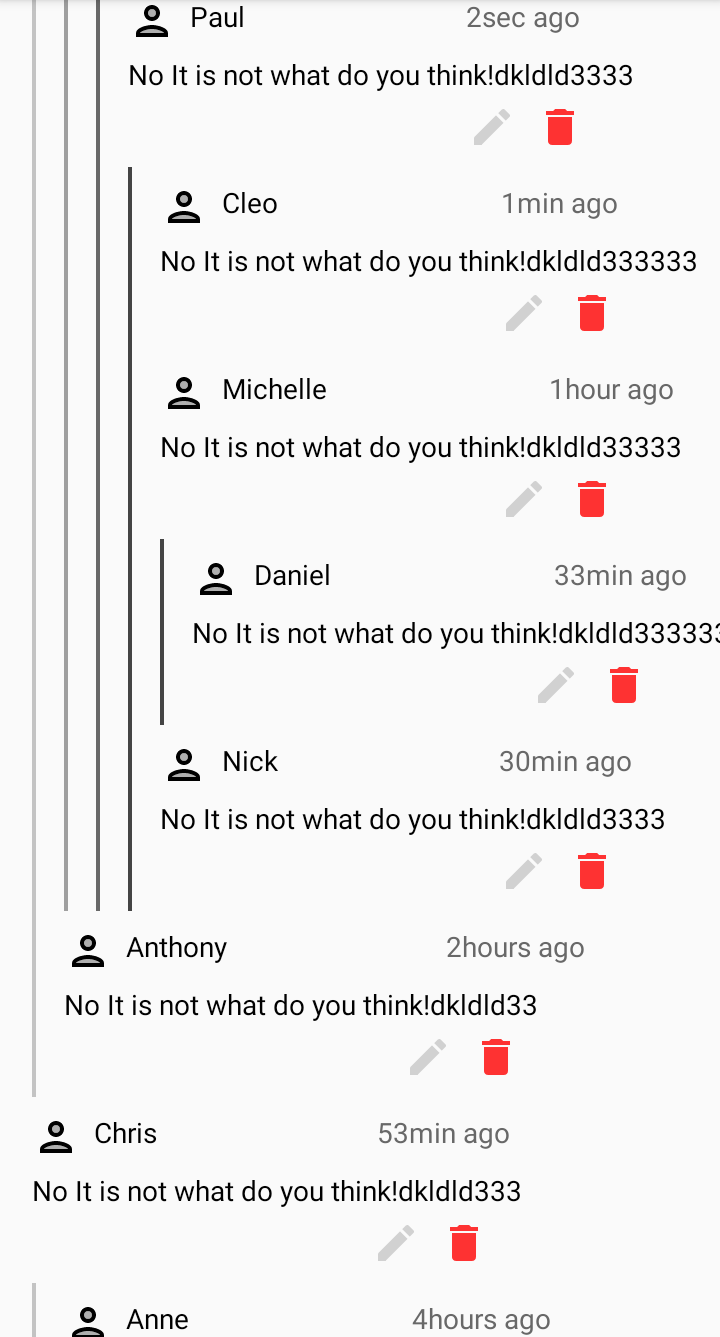 Paul 2sec ago
No It is not what do you think!dkldld3333
Cleo 1min ago
No It is not what do you think!dkldld333333
Michelle 1hour ago
No It is not what do you think!dkldld33333
Daniel 33min ago
No It is not what do you think!dkldld333333
Nick 30min ago
No It is not what do you think!dkldld3333
Anthony 2hours ago
No It is not what do you think!dkldld33
Chris 53min ago
No It is not what do you think!dkldld333
Anne 4hours ago